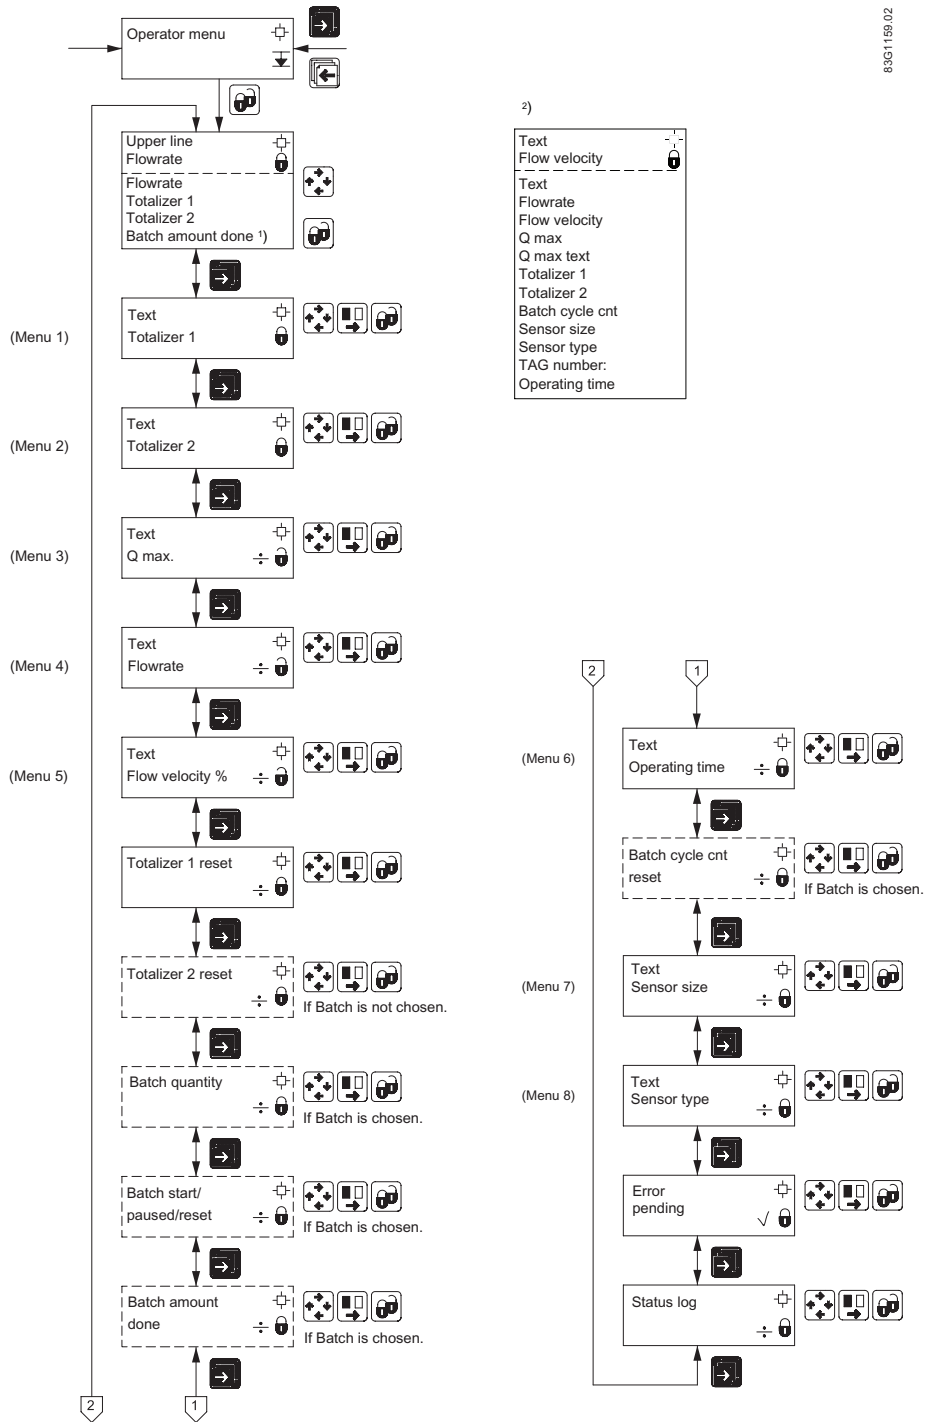 83G1159.02
Operator menu
Upper line
Flowrate
Flowrate
Totalizer 1
Totalizer 2
Batch amount done ¹)
(Menu 1)
Text
Totalizer 1
(Menu 2)
Text
Totalizer 2
(Menu 3)
Text
Q max.
(Menu 4)
Text
Flowrate
(Menu 5)
Text
Flow velocity %
Totalizer 1 reset
Totalizer 2 reset
If Batch is not chosen.
Batch quantity
If Batch is chosen.
Batch start/
paused/reset
If Batch is chosen.
Batch amount
done
If Batch is chosen.
2
1
²)
Text
Flow velocity
Text
Flowrate
Flow velocity
Q max
Q max text
Totalizer 1
Totalizer 2
Batch cycle cnt
Sensor size
Sensor type
TAG number:
Operating time
2
1
(Menu 6)
Text
Operating time
Batch cycle cnt
reset
If Batch is chosen.
(Menu 7)
Text
Sensor size
(Menu 8)
Text
Sensor type
Error
pending
Status log